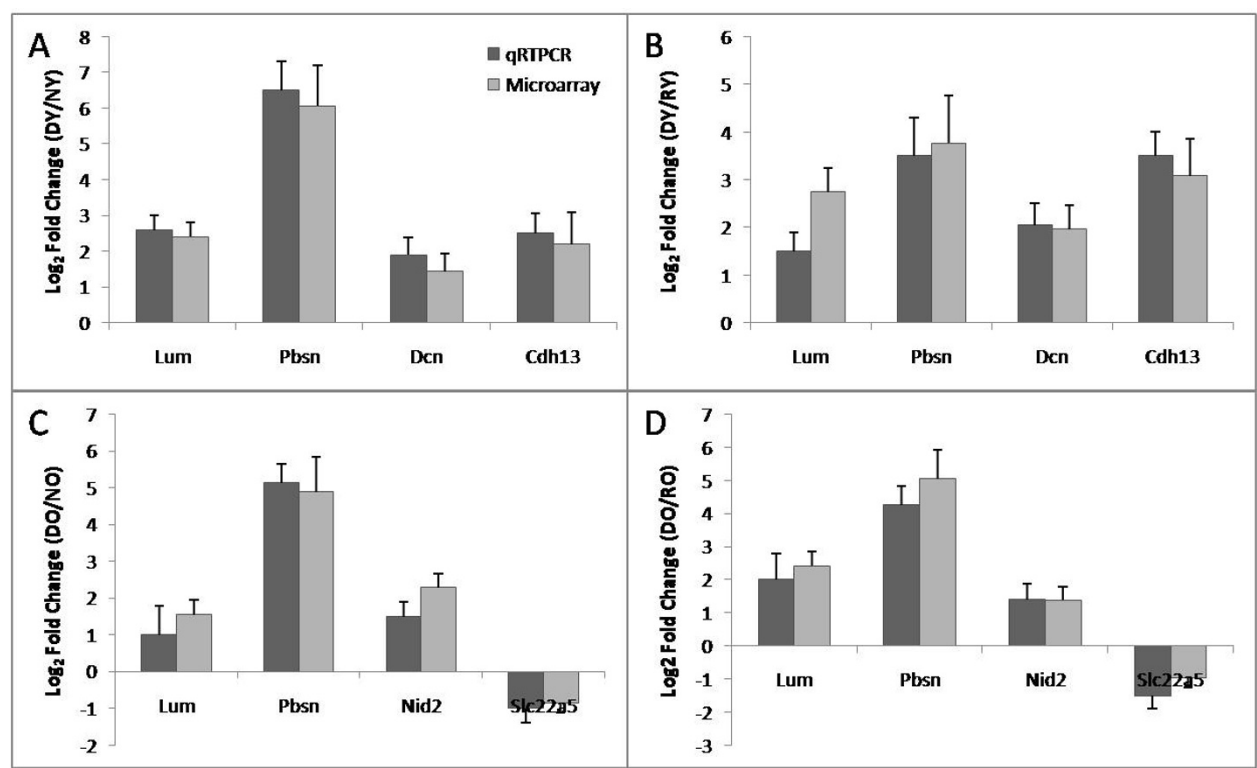 A
qRTPCR
Microarray
Log₂ Fold Change (DY/NY)
8
7
6
5
4
3
2
1
0
Lum Pbsn Dcn Cdh13
B
Log₂ Fold Change (DY/RY)
6
5
4
3
2
1
0
Lum Pbsn Dcn Cdh13
C
Log₂ Fold Change (DO/NO)
7
6
5
4
3
2
1
0
-1
-2
Lum Pbsn Nid2 Slc22a5
D
Log2 Fold Change (DO/RO)
7
6
5
4
3
2
1
0
-1
-2
-3
Lum Pbsn Nid2 Slc22a5